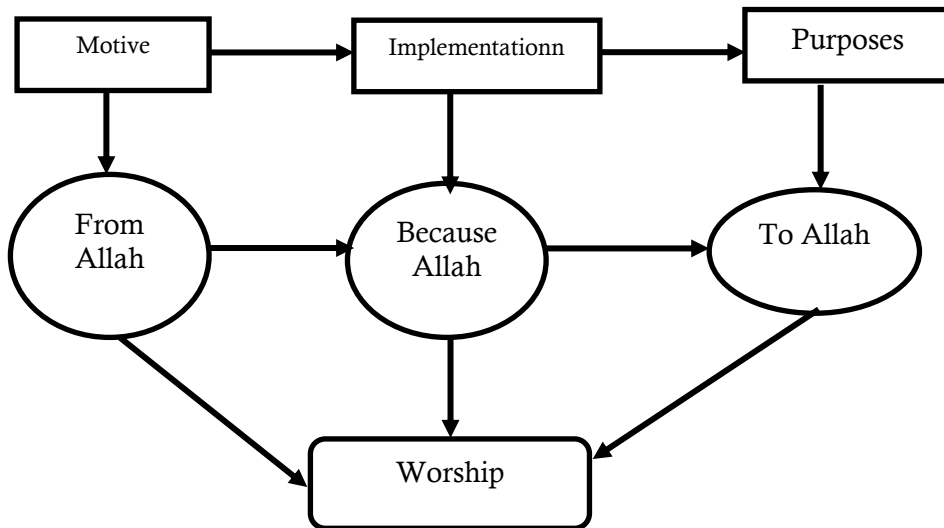 Motive
Implementationn
Purposes
From
Allah
Because
Allah
To Allah
Worship